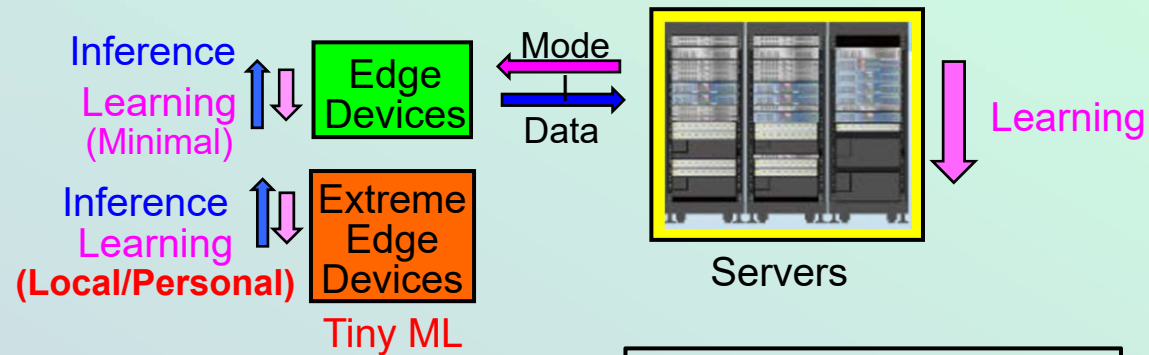 Inference
Learning
(Minimal)
Edge
Devices
Mode
l
Data
Learning
Servers
Inference
Learning
(Local/Personal)
Extreme
Edge
Devices
Tiny ML